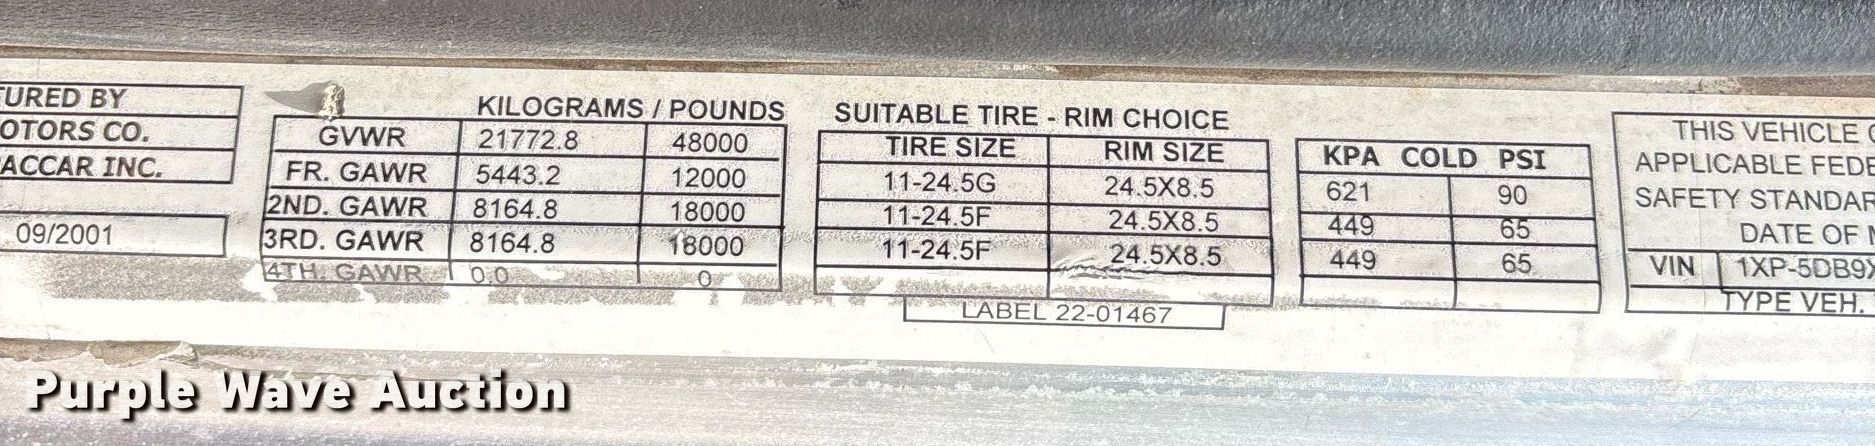 TURED BY
OTORS CO.
ACCAR INC.
09/2001
KILOGRAMS / POUNDS
GVWR 21772.8 48000
FR. GAWR 5443.2 12000
2ND. GAWR 8164.8 18000
3RD. GAWR 8164.8 18000
4TH. GAWR 0.0 0
SUITABLE TIRE - RIM CHOICE
TIRE SIZE RIM SIZE
11-24.5G 24.5X8.5
11-24.5F 24.5X8.5
11-24.5F 24.5X8.5
LABEL 22-01467
KPA COLD PSI
621 90
449 65
449 65
THIS VEHICLE
APPLICABLE FEDE
SAFETY STANDAR
DATE OF
VIN 1XP-5DB9X
TYPE VEH.
Purple Wave Auction